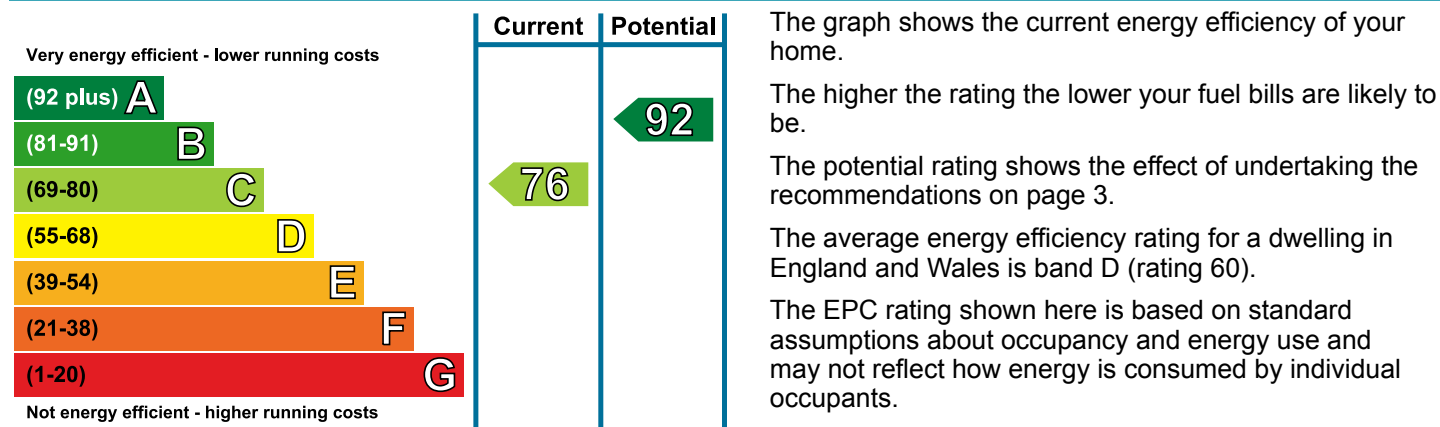 Current Potential
Very energy efficient - lower running costs
(92 plus) A
92
(81-91) B
(69-80) C
76
(55-68) D
(39-54) E
(21-38) F
(1-20) G
Not energy efficient - higher running costs
The graph shows the current energy efficiency of your
home.
The higher the rating the lower your fuel bills are likely to
be.
The potential rating shows the effect of undertaking the
recommendations on page 3.
The average energy efficiency rating for a dwelling in
England and Wales is band D (rating 60).
The EPC rating shown here is based on standard
assumptions about occupancy and energy use and
may not reflect how energy is consumed by individual
occupants.